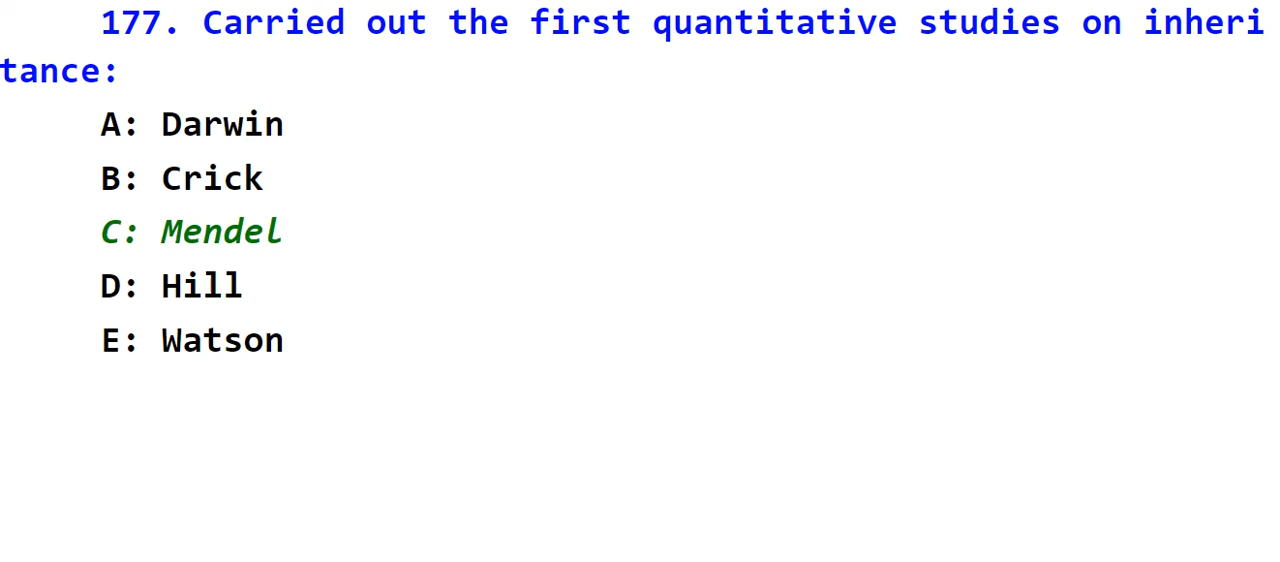 177. Carried out the first quantitative studies on inheri
tance:
A: Darwin
B: Crick
C: Mendel
D: Hill
E: Watson